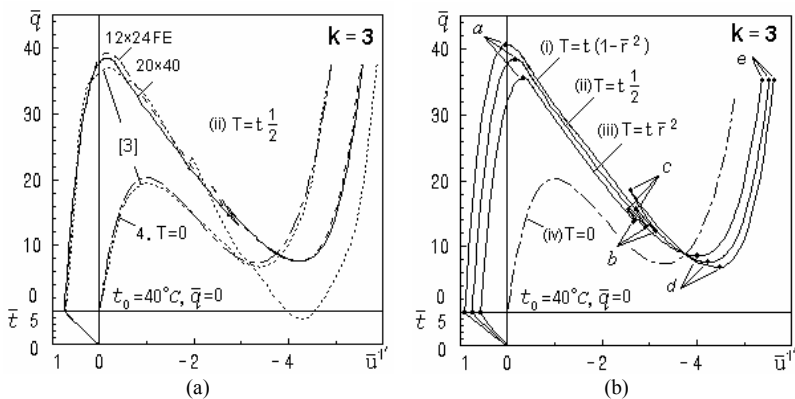 q̄
40
30
20
10
0
t̄
5
0
12×24 FE
20×40
k = 3
(ii) T = t 1/2
[3]
4. T=0
t₀ = 40°C, q̄=0
1 0 -2 -4 ū¹′
(a)
q̄
40
30
20
10
0
t̄
5
0
a
k = 3
(i) T = t (1- r̄ ²)
e
(ii) T = t 1/2
(iii) T = t r̄ ²
c
b
(iv) T=0
d
t₀ = 40°C, q̄=0
1 0 -2 -4 ū¹′
(b)